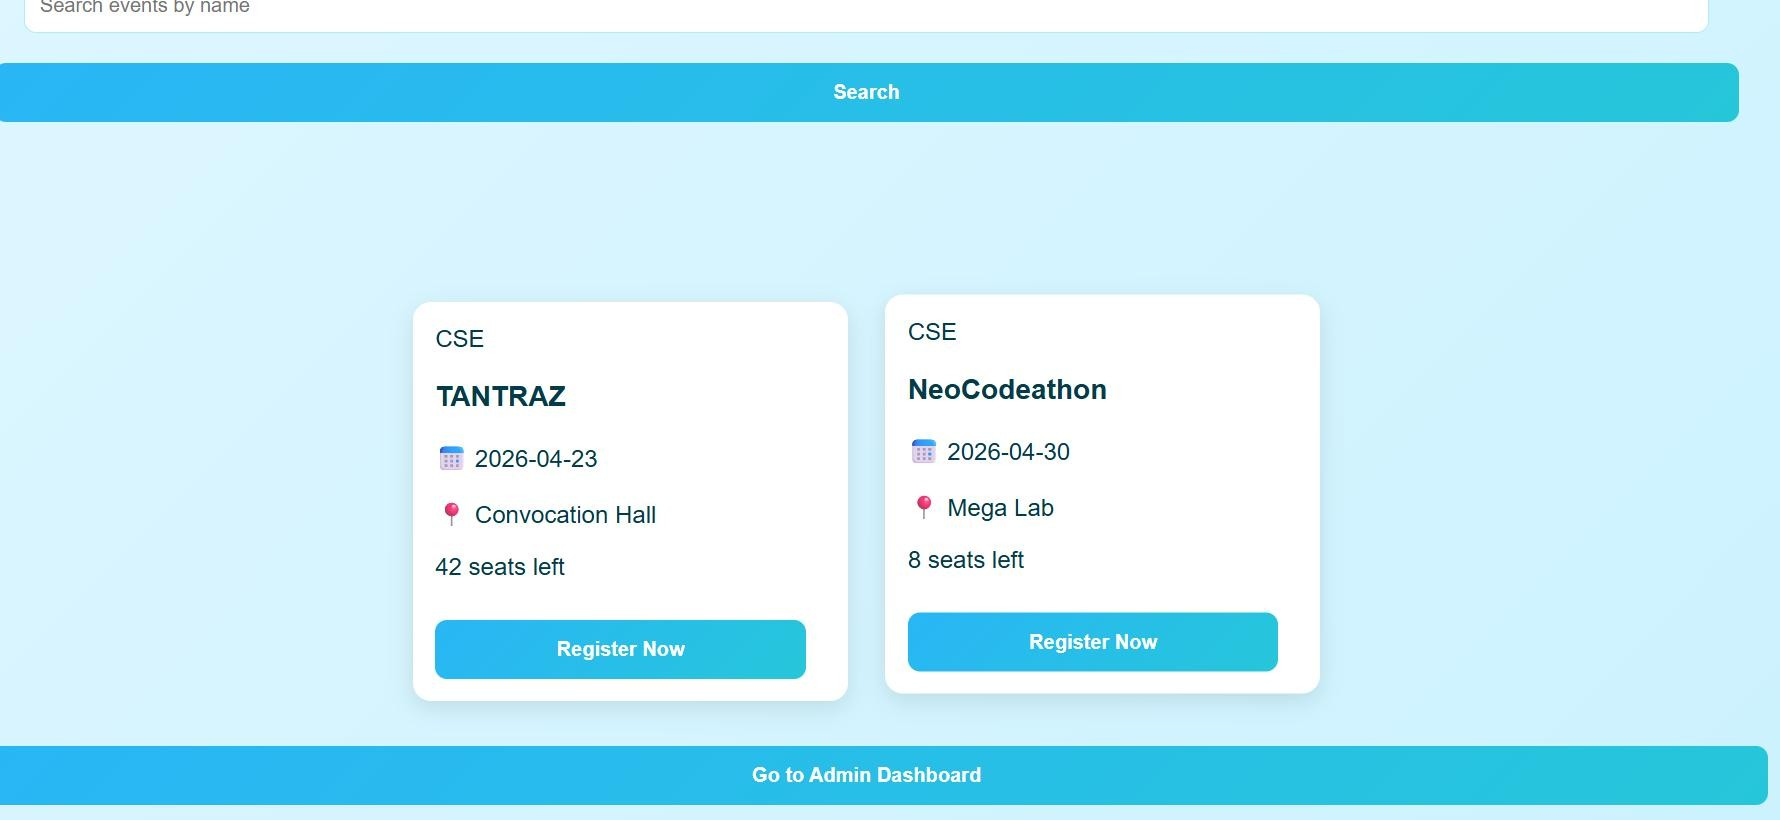 Search events by name
Search
CSE
TANTRAZ
2026-04-23
Convocation Hall
42 seats left
Register Now
CSE
NeoCodeathon
2026-04-30
Mega Lab
8 seats left
Register Now
Go to Admin Dashboard